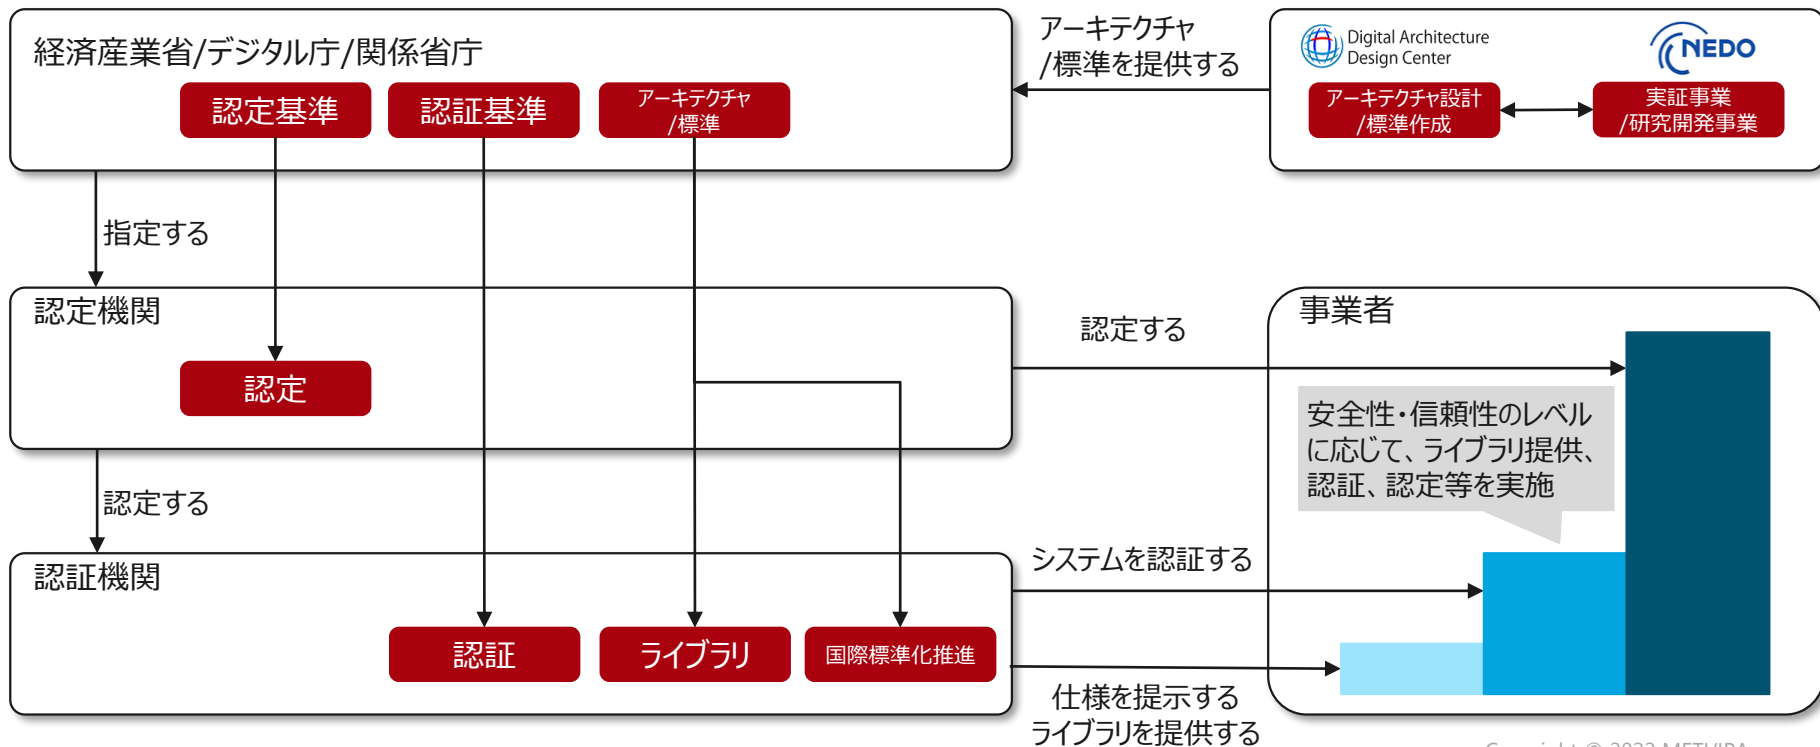 経済産業省/デジタル庁/関係省庁
認定基準
認証基準
アーキテクチャ
/標準
アーキテクチャ
/標準を提供する
Digital Architecture
Design Center
NEDO
アーキテクチャ設計
/標準作成
実証事業
/研究開発事業
指定する
認定機関
認定
認定する
事業者
安全性・信頼性のレベル
に応じて、ライブラリ提供、
認証、認定等を実施
認定する
認証機関
認証
ライブラリ
国際標準化推進
システムを認証する
仕様を提示する
ライブラリを提供する